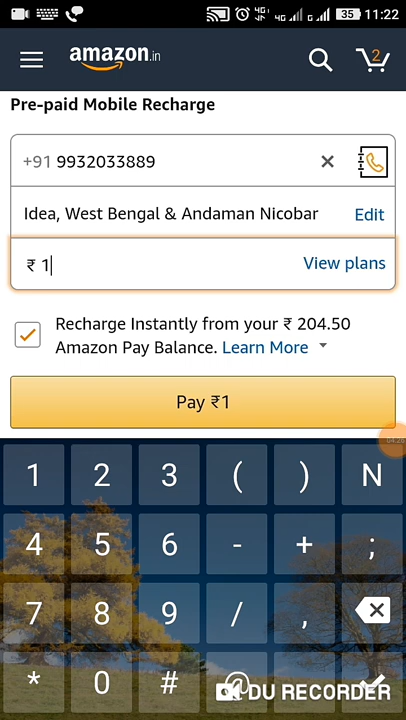 35 11:22
amazon.in
2
Pre-paid Mobile Recharge
+91 9932033889
Idea, West Bengal & Andaman Nicobar Edit
₹ 1 View plans
Recharge Instantly from your ₹ 204.50
Amazon Pay Balance. Learn More
Pay ₹1
04:26
1 2 3 ( ) N
4 5 6 - + ;
7 8 9 / ,
* 0 # @
DU RECORDER